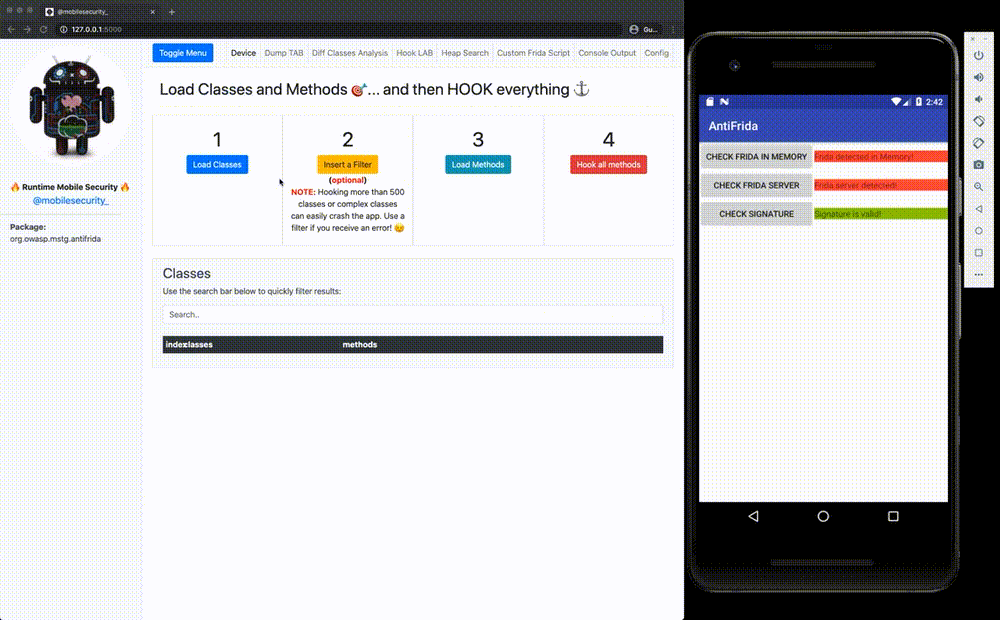 @mobilesecurity_
127.0.0.1:5000
Gu...
Toggle Menu
Device
Dump TAB
Diff Classes Analysis
Hook LAB
Heap Search
Custom Frida Script
Console Output
Config
🔥 Runtime Mobile Security 🔥
@mobilesecurity_
Package:
org.owasp.mstg.antifrida
Load Classes and Methods 🎯... and then HOOK everything ⚓
1
Load Classes
2
Insert a Filter
(optional)
NOTE: Hooking more than 500
classes or complex classes
can easily crash the app. Use a
filter if you receive an error! 😊
3
Load Methods
4
Hook all methods
Classes
Use the search bar below to quickly filter results:
Search..
index
classes
methods
2:42
AntiFrida
CHECK FRIDA IN MEMORY
Frida detected in Memory!
CHECK FRIDA SERVER
Frida server detected!
CHECK SIGNATURE
Signature is valid!